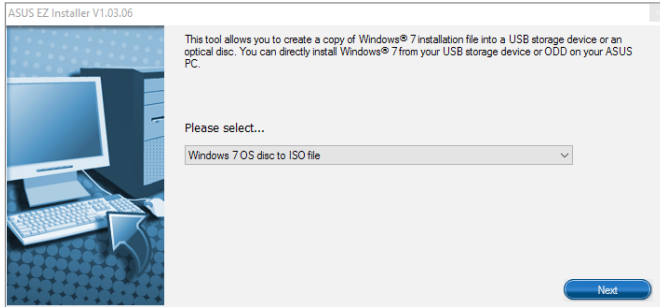 ASUS EZ Installer V1.03.06
This tool allows you to create a copy of Windows® 7 installation file into a USB storage device or an
optical disc. You can directly install Windows® 7 from your USB storage device or ODD on your ASUS
PC.
Please select...
Windows 7 OS disc to ISO file
Next